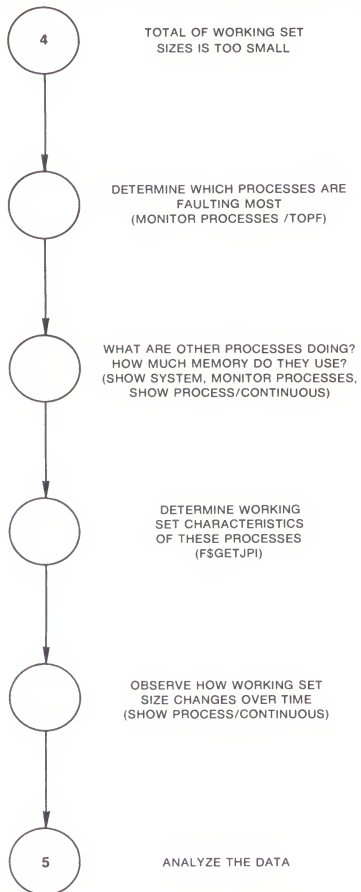 4
TOTAL OF WORKING SET
SIZES IS TOO SMALL
DETERMINE WHICH PROCESSES ARE
FAULTING MOST
(MONITOR PROCESSES /TOPF)
WHAT ARE OTHER PROCESSES DOING?
HOW MUCH MEMORY DO THEY USE?
(SHOW SYSTEM, MONITOR PROCESSES,
SHOW PROCESS/CONTINUOUS)
DETERMINE WORKING
SET CHARACTERISTICS
OF THESE PROCESSES
(F$GETJPI)
OBSERVE HOW WORKING SET
SIZE CHANGES OVER TIME
(SHOW PROCESS/CONTINUOUS)
5
ANALYZE THE DATA